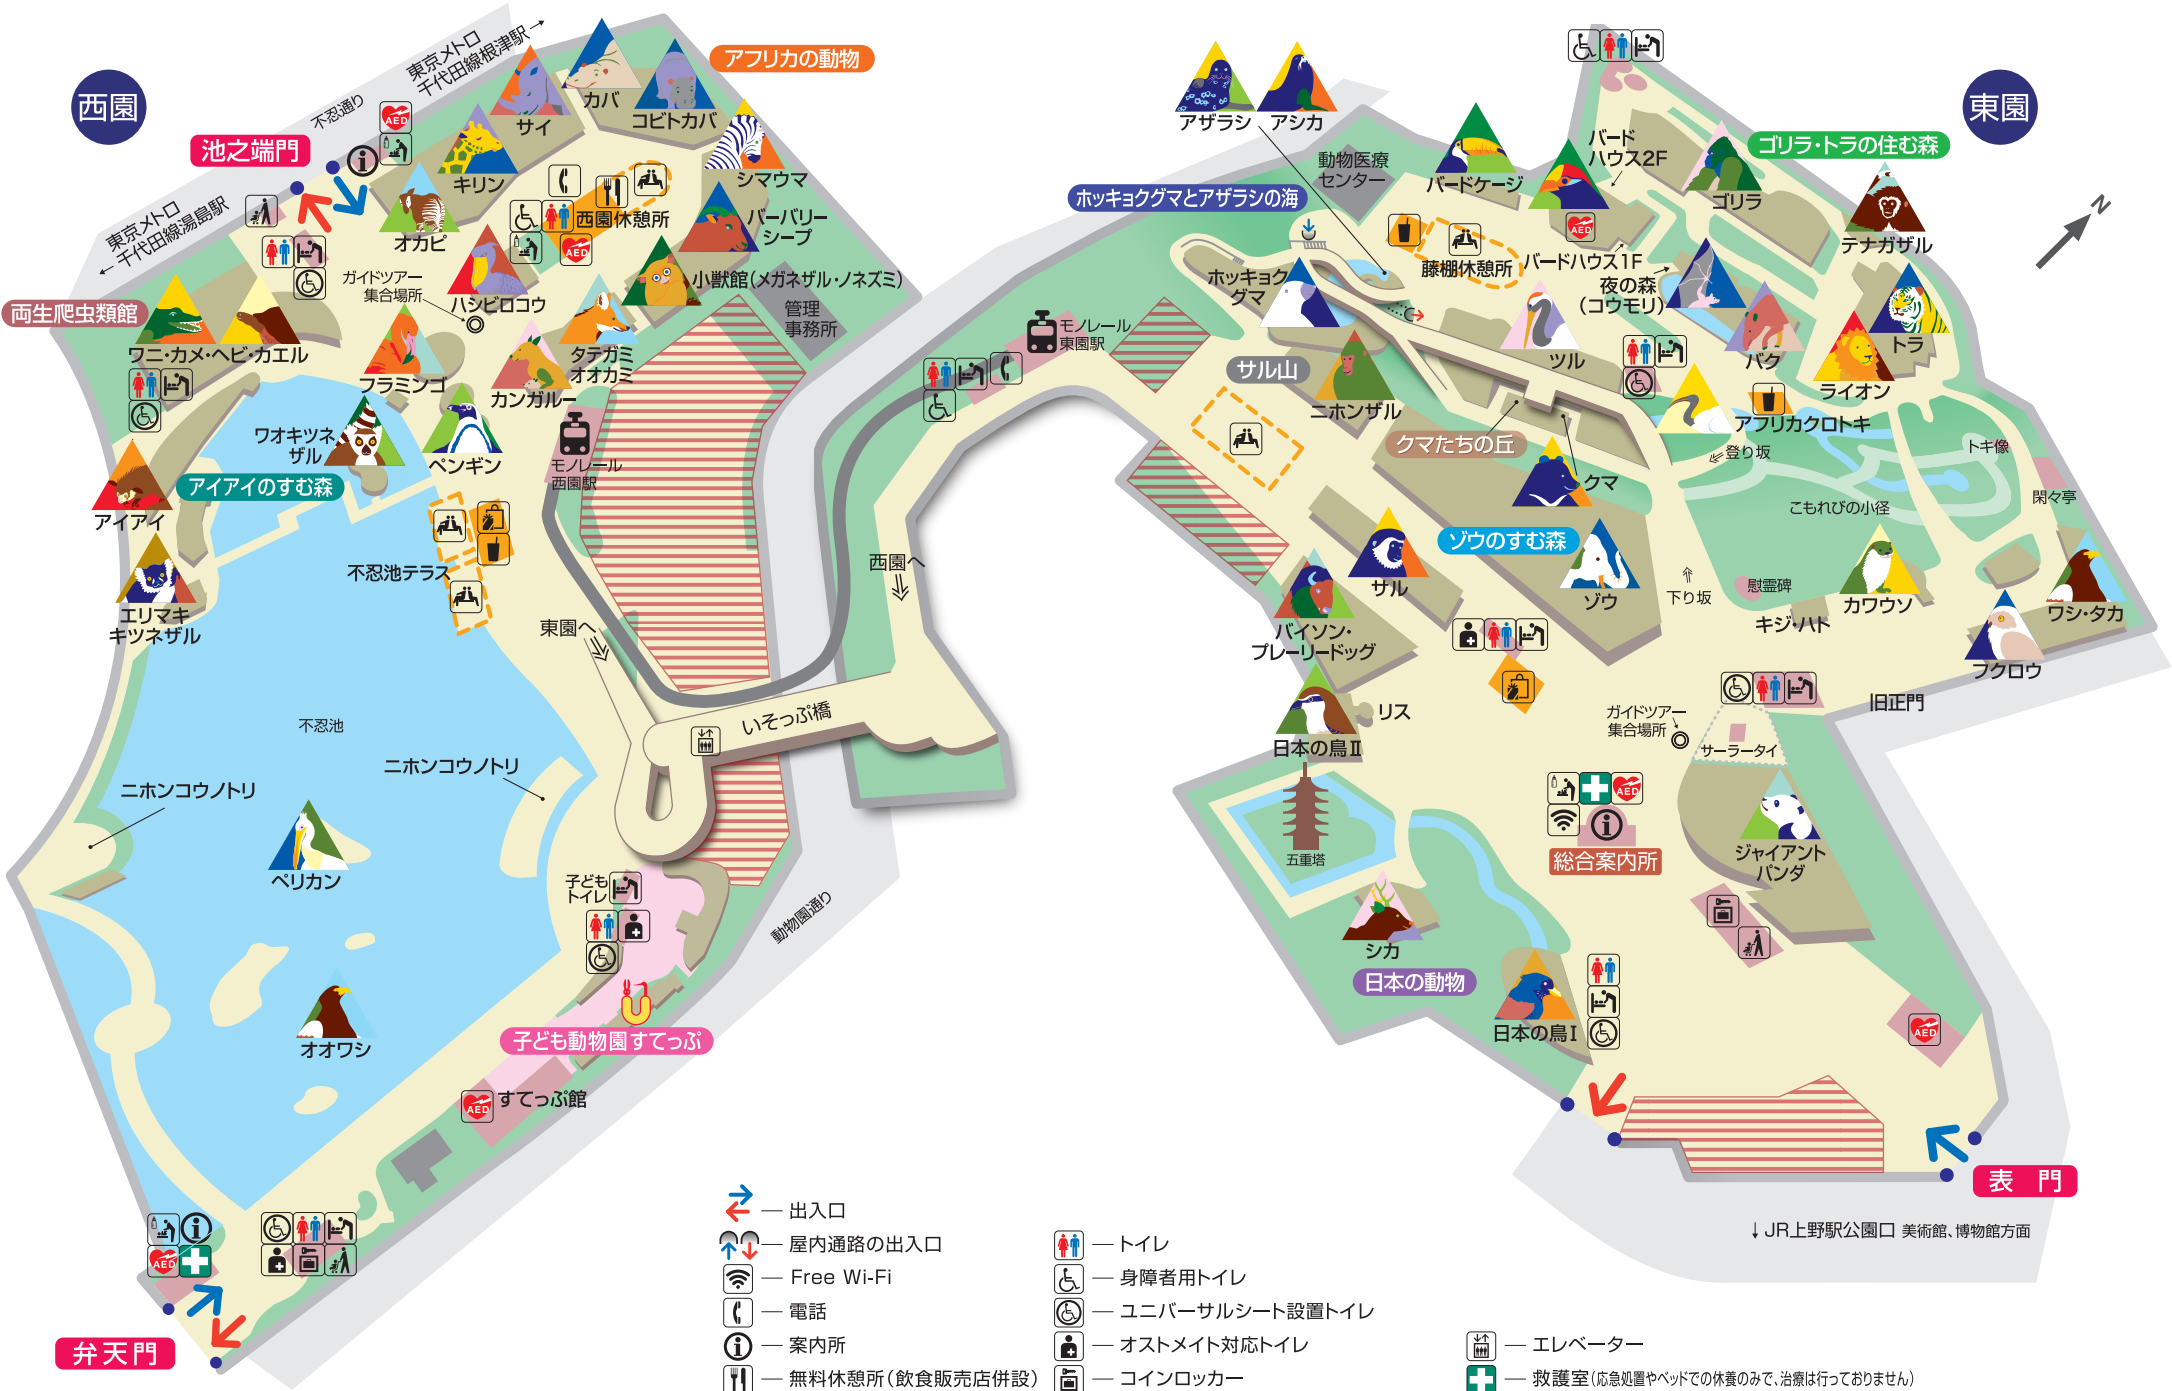 西園
東京メトロ
千代田線根津駅→
不忍通り
池之端門
東京メトロ
←千代田線湯島駅
アフリカの動物
カバ
コビトカバ
サイ
キリン
シマウマ
オカピ
西園休憩所
バーバリー
シープ
AED
AED
ガイドツアー
集合場所
ハシビロコウ
小獣館(メガネザル・ノネズミ)
管理
事務所
両生爬虫類館
ワニ・カメ・ヘビ・カエル
フラミンゴ
カンガルー
タテガミ
オオカミ
ワオキツネ
ザル
ペンギン
モノレール
西園駅
アイアイのすむ森
アイアイ
エリマキ
キツネザル
不忍池テラス
東園へ
西園へ
不忍池
いそっぷ橋
ニホンコウノトリ
ニホンコウノトリ
ペリカン
オオワシ
子ども
トイレ
動物園通り
子ども動物園すてっぷ
AED
すてっぷ館
AED
弁天門
東園
アザラシ
アシカ
動物医療
センター
ホッキョクグマとアザラシの海
バードケージ
バード
ハウス2F
ゴリラ・トラの住む森
ゴリラ
テナガザル
AED
藤棚休憩所
バードハウス1F
夜の森
(コウモリ)
ホッキョク
グマ
モノレール
東園駅
サル山
ニホンザル
ツル
バク
ライオン
トラ
アフリカクロトキ
クマたちの丘
クマ
登り坂
トキ像
閑々亭
こもれびの小径
ゾウのすむ森
サル
ゾウ
下り坂
慰霊碑
キジ・ハト
カワウソ
ワシ・タカ
フクロウ
バイソン・
プレーリードッグ
リス
日本の鳥Ⅱ
ガイドツアー
集合場所
旧正門
サーラータイ
五重塔
AED
総合案内所
ジャイアント
パンダ
シカ
日本の動物
日本の鳥Ⅰ
AED
表 門
↓JR上野駅公園口 美術館、博物館方面
N
― 出入口
― 屋内通路の出入口
― Free Wi-Fi
― 電話
― 案内所
― 無料休憩所(飲食販売店併設)
― トイレ
― 身障者用トイレ
― ユニバーサルシート設置トイレ
― オストメイト対応トイレ
― コインロッカー
― エレベーター
― 救護室(応急処置やベッドでの休養のみで、治療は行っておりません)